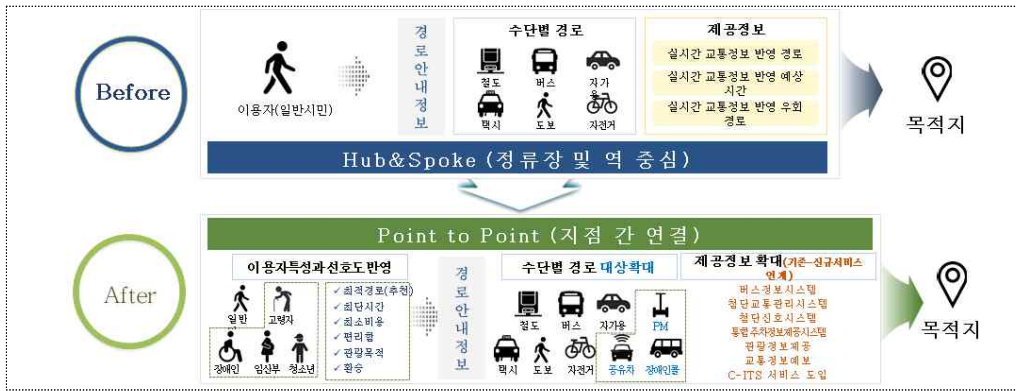 Before
이용자(일반시민)
경로안내정보
수단별 경로
철도
버스
자가용
택시
도보
자전거
제공정보
실시간 교통정보 반영 경로
실시간 교통정보 반영 예상
시간
실시간 교통정보 반영 우회
경로
목적지
Hub&Spoke (정류장 및 역 중심)
Point to Point (지점 간 연결)
After
이용자특성과선호도반영
일반
고령자
장애인
임산부
청소년
✓최적경로(추천)
✓최단시간
✓최소비용
✓편리함
✓관광목적
✓환승
경로안내정보
수단별 경로 대상확대
철도
버스
자가용
PM
택시
도보
자전거
공유차
장애인콜
제공정보 확대(기존-신규서비스
연계)
버스정보시스템
첨단교통관리시스템
첨단신호시스템
통합주차정보제공시스템
관광정보제공
교통정보예보
C-ITS 서비스 도입
목적지